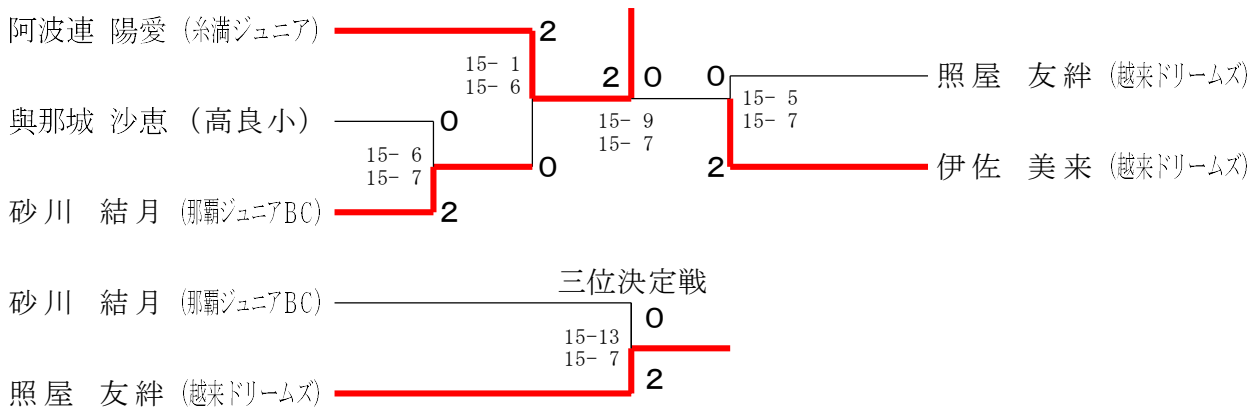 阿波連 陽愛 (糸満ジュニア)
2
15- 1
15- 6
2 0
0
照屋 友絆 (越来ドリームズ)
與那城 沙恵 (高良小)
0
15- 9
15- 7
15- 5
15- 7
15- 6
15- 7
0
2
伊佐 美来 (越来ドリームズ)
砂川 結月 (那覇ジュニアBC)
2
三位決定戦
砂川 結月 (那覇ジュニアBC)
0
15-13
15- 7
2
照屋 友絆 (越来ドリームズ)